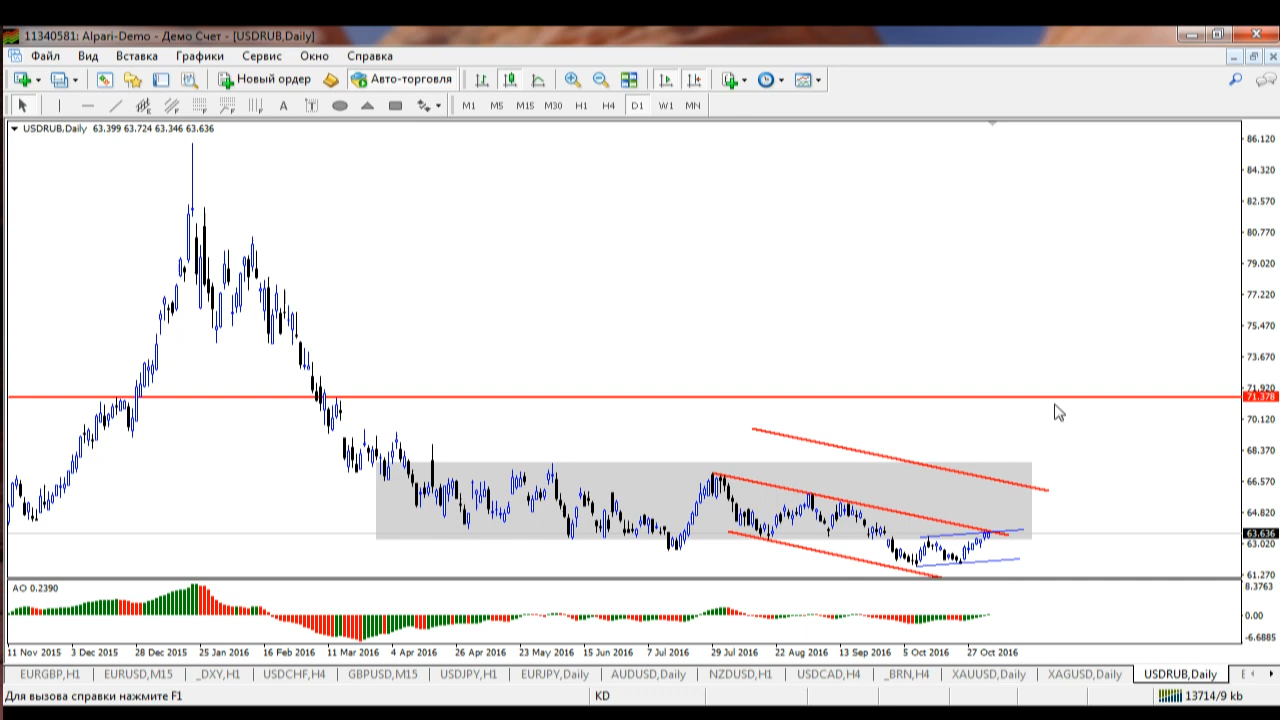 11340581: Alpari-Demo - Демо Счет - [USDRUB,Daily]
Файл Вид Вставка Графики Сервис Окно Справка
Новый ордер Авто-торговля
A T M1 M5 M15 M30 H1 H4 D1 W1 MN
USDRUB,Daily 63.399 63.724 63.346 63.636
86.120
84.320
82.570
80.770
79.020
77.220
75.470
73.670
71.920
71.378
70.120
68.370
66.570
64.820
63.636
63.020
61.270
AO 0.2390
8.3763
0.00
-6.6885
11 Nov 2015 3 Dec 2015 28 Dec 2015 25 Jan 2016 16 Feb 2016 11 Mar 2016 4 Apr 2016 26 Apr 2016 23 May 2016 15 Jun 2016 7 Jul 2016 29 Jul 2016 22 Aug 2016 13 Sep 2016 5 Oct 2016 27 Oct 2016
EURGBP,H1 EURUSD,M15 _DXY,H1 USDCHF,H4 GBPUSD,M15 USDJPY,H1 EURJPY,Daily AUDUSD,Daily NZDUSD,H1 USDCAD,H4 _BRN,H4 XAUUSD,Daily XAGUSD,Daily USDRUB,Daily E
Для вызова справки нажмите F1 KD 13714/9 kb